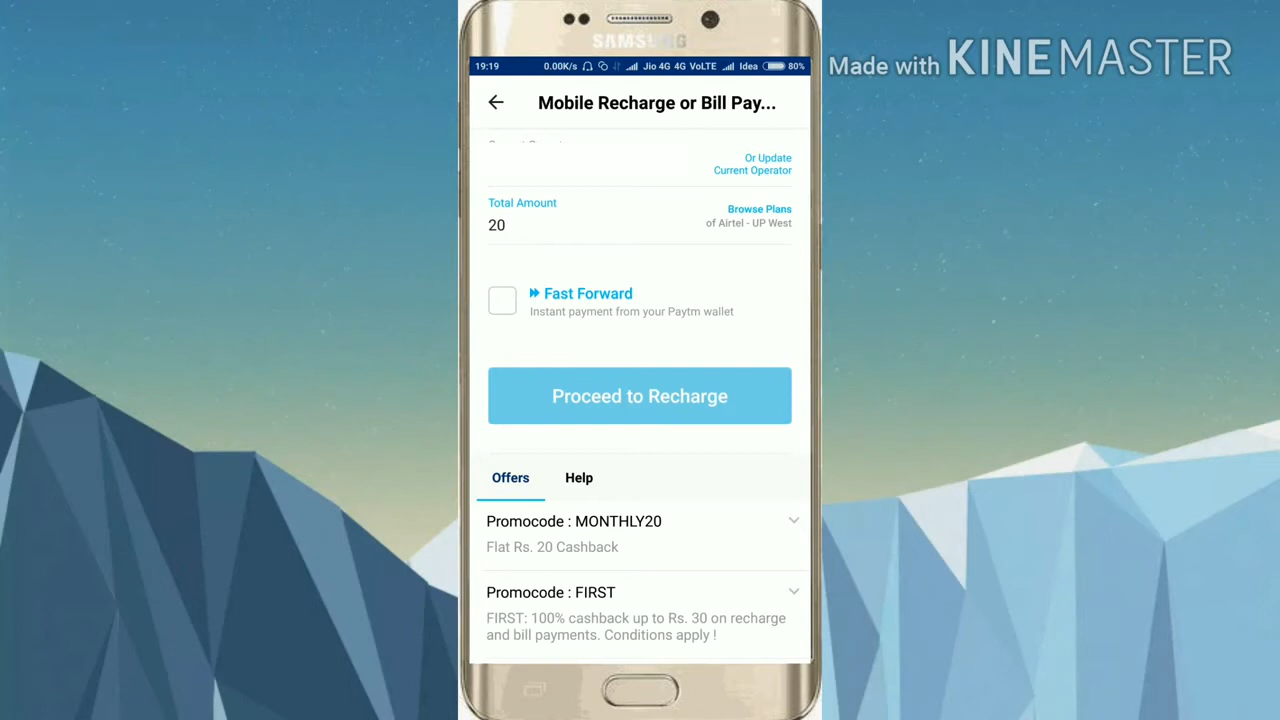 SAMSUNG
Made with KINEMASTER
19:19
0.00K/s
Jio 4G 4G VoLTE
Idea
80%
Mobile Recharge or Bill Pay...
Or Update
Current Operator
Total Amount
20
Browse Plans
of Airtel - UP West
Fast Forward
Instant payment from your Paytm wallet
Proceed to Recharge
Offers
Help
Promocode : MONTHLY20
Flat Rs. 20 Cashback
Promocode : FIRST
FIRST: 100% cashback up to Rs. 30 on recharge
and bill payments. Conditions apply !